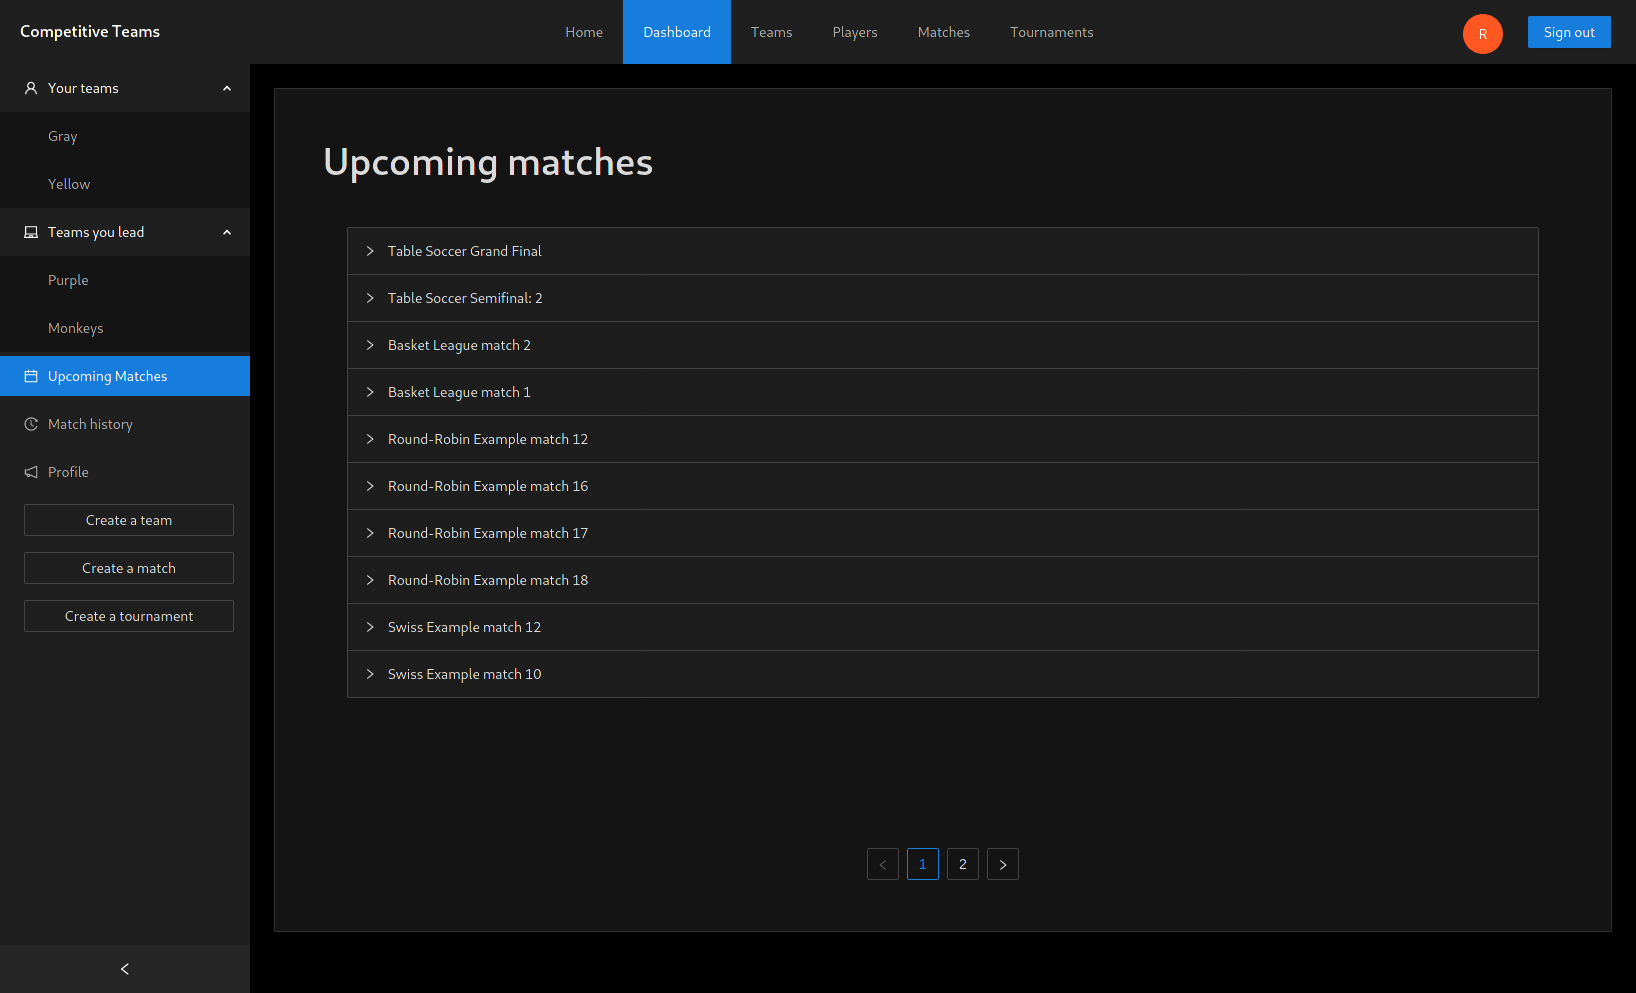 Competitive Teams
Home
Dashboard
Teams
Players
Matches
Tournaments
R
Sign out
Your teams
Gray
Yellow
Teams you lead
Purple
Monkeys
Upcoming Matches
Match history
Profile
Create a team
Create a match
Create a tournament
Upcoming matches
Table Soccer Grand Final
Table Soccer Semifinal: 2
Basket League match 2
Basket League match 1
Round-Robin Example match 12
Round-Robin Example match 16
Round-Robin Example match 17
Round-Robin Example match 18
Swiss Example match 12
Swiss Example match 10
1
2